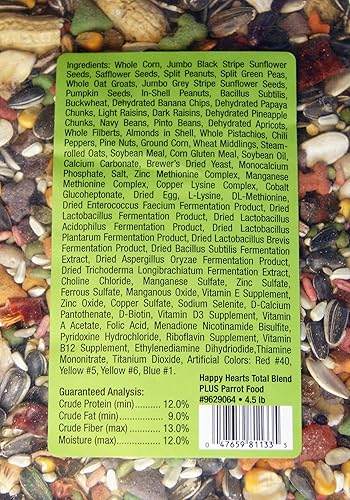 Ingredients: Whole Corn, Jumbo Black Stripe Sunflower
Seeds, Safflower Seeds, Split Peanuts, Split Green Peas,
Whole Oat Groats, Jumbo Grey Stripe Sunflower Seeds,
Pumpkin Seeds, In-Shell Peanuts, Bacillus Subtilis,
Buckwheat, Dehydrated Banana Chips, Dehydrated Papaya
Chunks, Light Raisins, Dark Raisins, Dehydrated Pineapple
Chunks, Navy Beans, Pinto Beans, Dehydrated Apricots,
Whole Filberts, Almonds in Shell, Whole Pistachios, Chili
Peppers, Pine Nuts, Ground Corn, Wheat Middlings, Steam-
rolled Oats, Soybean Meal, Corn Gluten Meal, Soybean Oil,
Calcium Carbonate, Brewer's Dried Yeast, Monocalcium
Phosphate, Salt, Zinc Methionine Complex, Manganese
Methionine Complex, Copper Lysine Complex, Cobalt
Glucoheptonate, Dried Egg, L-Lysine, DL-Methionine,
Dried Enterococcus Faecium Fermentation Product, Dried
Lactobacillus Fermentation Product, Dried Lactobacillus
Acidophilus Fermentation Product, Dried Lactobacillus
Plantarum Fermentation Product, Dried Lactobacillus Brevis
Fermentation Product, Dried Bacillus Subtilis Fermentation
Extract, Dried Aspergillus Oryzae Fermentation Product,
Dried Trichoderma Longibrachiatum Fermentation Extract,
Choline Chloride, Manganese Sulfate, Zinc Sulfate,
Ferrous Sulfate, Manganous Oxide, Vitamin E Supplement,
Zinc Oxide, Copper Sulfate, Sodium Selenite, D-Calcium
Pantothenate, D-Biotin, Vitamin D3 Supplement, Vitamin
A Acetate, Folic Acid, Menadione Nicotinamide Bisulfite,
Pyridoxine Hydrochloride, Riboflavin Supplement, Vitamin
B12 Supplement, Ethylenediamine Dihydriodide,Thiamine
Mononitrate, Titanium Dioxide, Artificial Colors: Red #40,
Yellow #5, Yellow #6, Blue #1.
Guaranteed Analysis:
Crude Protein (min)........... 12.0%
Crude Fat (min)................ 9.0%
Crude Fiber (max)............. 13.0%
Moisture (max)................. 12.0%
Happy Hearts Total Blend
PLUS Parrot Food
#9629064 • 4.5 lb
0 47659 81133 5